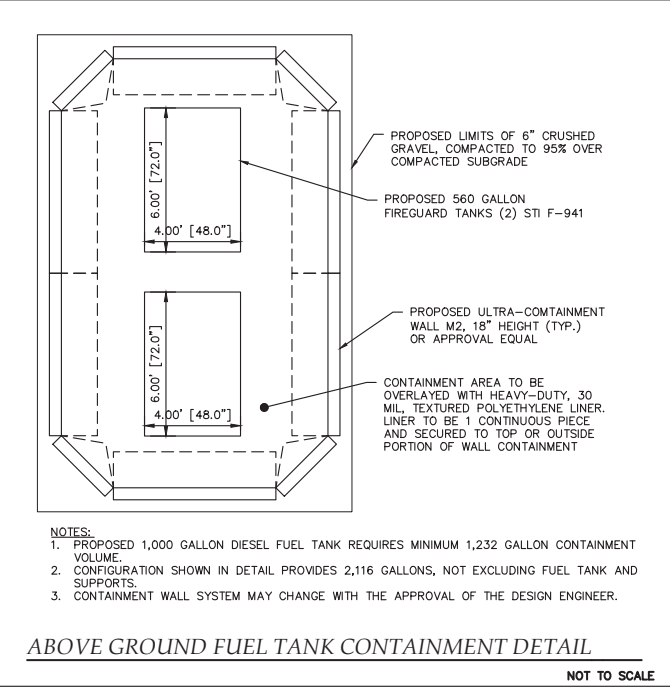 PROPOSED LIMITS OF 6" CRUSHED
GRAVEL, COMPACTED TO 95% OVER
COMPACTED SUBGRADE
6.00' [72.0"]
4.00' [48.0"]
PROPOSED 560 GALLON
FIREGUARD TANKS (2) STI F-941
PROPOSED ULTRA-COMTAINMENT
WALL M2, 18" HEIGHT (TYP.)
OR APPROVAL EQUAL
6.00' [72.0"]
4.00' [48.0"]
CONTAINMENT AREA TO BE
OVERLAYED WITH HEAVY-DUTY, 30
MIL, TEXTURED POLYETHYLENE LINER.
LINER TO BE 1 CONTINUOUS PIECE
AND SECURED TO TOP OR OUTSIDE
PORTION OF WALL CONTAINMENT
NOTES:
1. PROPOSED 1,000 GALLON DIESEL FUEL TANK REQUIRES MINIMUM 1,232 GALLON CONTAINMENT
VOLUME.
2. CONFIGURATION SHOWN IN DETAIL PROVIDES 2,116 GALLONS, NOT EXCLUDING FUEL TANK AND
SUPPORTS.
3. CONTAINMENT WALL SYSTEM MAY CHANGE WITH THE APPROVAL OF THE DESIGN ENGINEER.
ABOVE GROUND FUEL TANK CONTAINMENT DETAIL
NOT TO SCALE